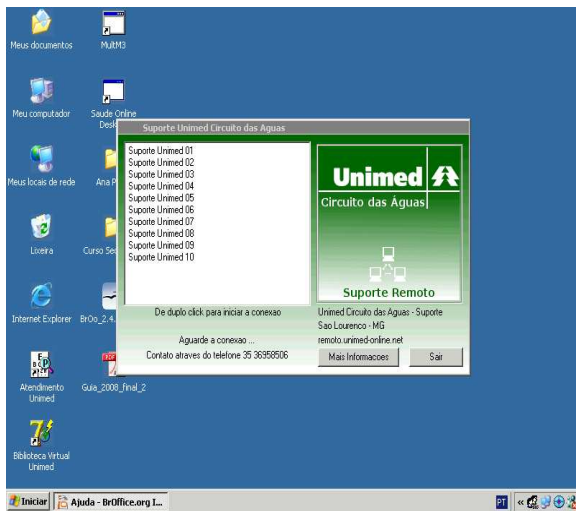 Meus documentos
MultM3
Meu computador
Saude Online
Desk
Meus locais de rede
Ana P
Lixeira
Curso Se
Internet Explorer
BrOo_2.4.
Atendimento
Unimed
Guia_2008_final_2
Biblioteca Virtual
Unimed
Suporte Unimed Circuito das Aguas
Suporte Unimed 01
Suporte Unimed 02
Suporte Unimed 03
Suporte Unimed 04
Suporte Unimed 05
Suporte Unimed 06
Suporte Unimed 07
Suporte Unimed 08
Suporte Unimed 09
Suporte Unimed 10
De duplo click para iniciar a conexao
Aguarde a conexao ...
Contato atraves do telefone 35 36958506
Unimed
Circuito das Águas
Suporte Remoto
Unimed Circuito das Aguas - Suporte
Sao Lourenco - MG
remoto.unimed-online.net
Mais Informacoes
Sair
Iniciar
Ajuda - BrOffice.org I...
PT